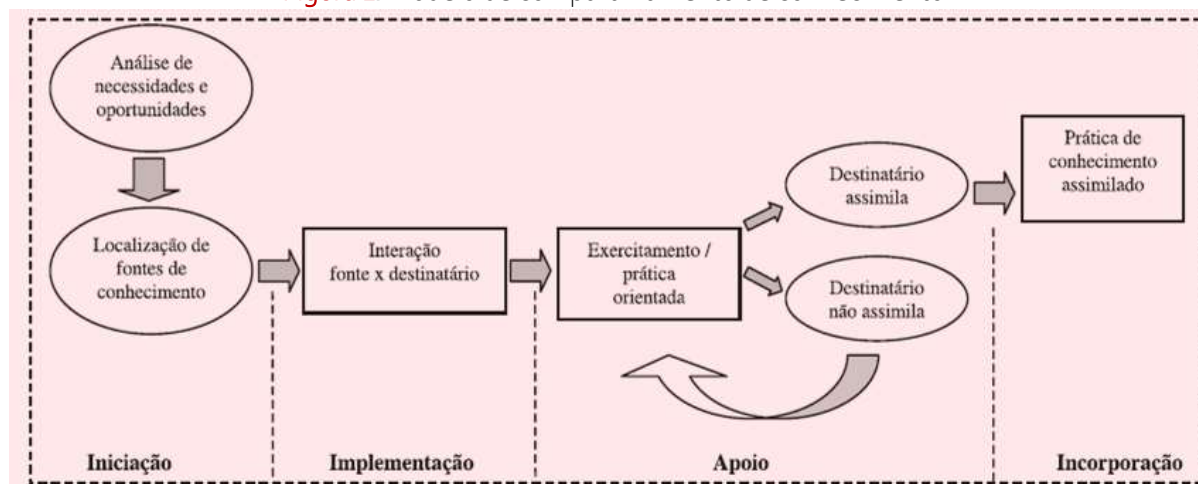 Análise de
necessidades e
oportunidades
Localização de
fontes de
conhecimento
Interação
fonte x destinatário
Exercitamento /
prática
orientada
Destinatário
assimila
Destinatário
não assimila
Prática de
conhecimento
assimilado
Iniciação
Implementação
Apoio
Incorporação